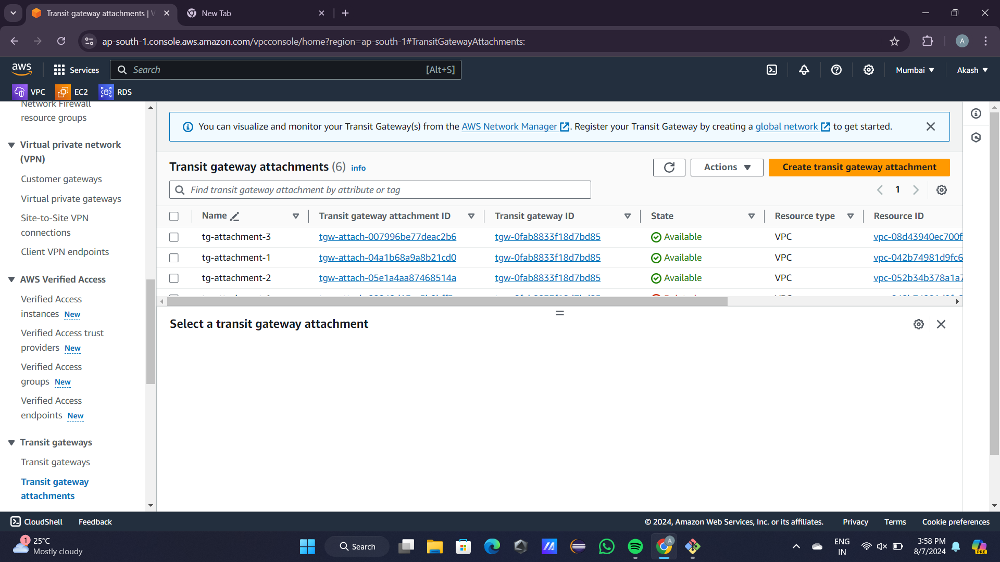 Transit gateway attachments | V
New Tab
ap-south-1.console.aws.amazon.com/vpcconsole/home?region=ap-south-1#TransitGatewayAttachments:
A
aws
Services
Search
[Alt+S]
Mumbai
Akash
VPC
EC2
RDS
Network Firewall
resource groups
Virtual private network
(VPN)
Customer gateways
Virtual private gateways
Site-to-Site VPN
connections
Client VPN endpoints
AWS Verified Access
Verified Access
instances New
Verified Access trust
providers New
Verified Access
groups New
Verified Access
endpoints New
Transit gateways
Transit gateways
Transit gateway
attachments
You can visualize and monitor your Transit Gateway(s) from the AWS Network Manager. Register your Transit Gateway by creating a global network to get started.
Transit gateway attachments (6) info
Actions
Create transit gateway attachment
Find transit gateway attachment by attribute or tag
1
Name Transit gateway attachment ID Transit gateway ID State Resource type Resource ID
tg-attachment-3 tgw-attach-007996be77deac2b6 tgw-0fab8833f18d7bd85 Available VPC vpc-08d43940ec700f
tg-attachment-1 tgw-attach-04a1b68a9a8b21cd0 tgw-0fab8833f18d7bd85 Available VPC vpc-042b74981d9fc6
tg-attachment-2 tgw-attach-05e1a4aa87468514a tgw-0fab8833f18d7bd85 Available VPC vpc-052b34b378a1a7
Select a transit gateway attachment
CloudShell
Feedback
© 2024, Amazon Web Services, Inc. or its affiliates.
Privacy
Terms
Cookie preferences
1
25°C
Mostly cloudy
Search
A
ENG
IN
3:58 PM
8/7/2024
PRE